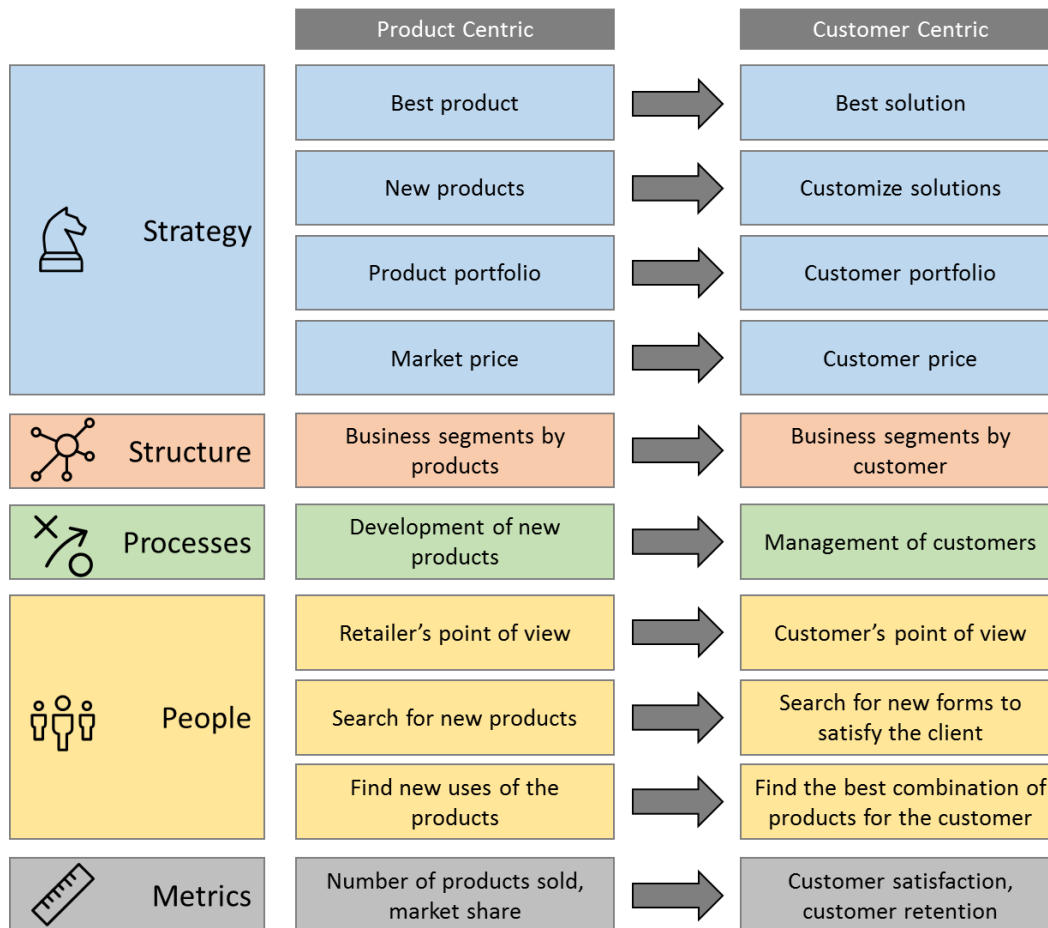 Product Centric
Customer Centric
Strategy
Best product
Best solution
New products
Customize solutions
Product portfolio
Customer portfolio
Market price
Customer price
Structure
Business segments by
products
Business segments by
customer
Processes
Development of new
products
Management of customers
People
Retailer’s point of view
Customer’s point of view
Search for new products
Search for new forms to
satisfy the client
Find new uses of the
products
Find the best combination of
products for the customer
Metrics
Number of products sold,
market share
Customer satisfaction,
customer retention